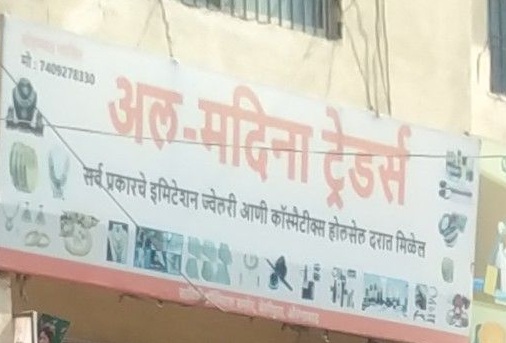 मो : 7409278330
अल-मदिना ट्रेडर्स
सर्व प्रकारचे इमिटेशन ज्वेलरी आणी कॉस्मैटीक्स होलसेल दरात मिळेल